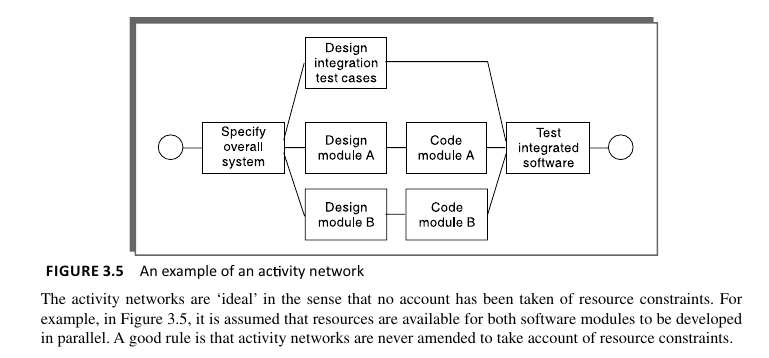 Design
integration
test cases
Specify
overall
system
Design
module A
Code
module A
Test
integrated
software
Design
module B
Code
module B
FIGURE 3.5 An example of an activity network
The activity networks are ‘ideal’ in the sense that no account has been taken of resource constraints. For
example, in Figure 3.5, it is assumed that resources are available for both software modules to be developed
in parallel. A good rule is that activity networks are never amended to take account of resource constraints.